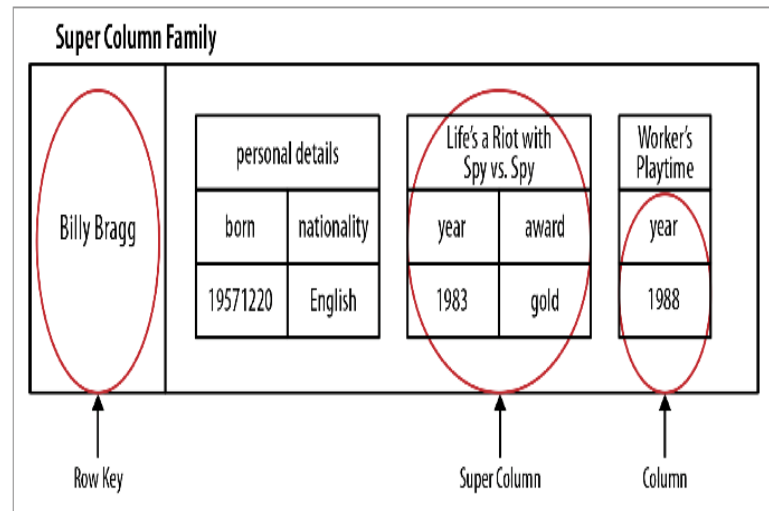 Super Column Family
Billy Bragg
personal details
born nationality
19571220 English
Life's a Riot with
Spy vs. Spy
year award
1983 gold
Worker's
Playtime
year
1988
Row Key
Super Column
Column